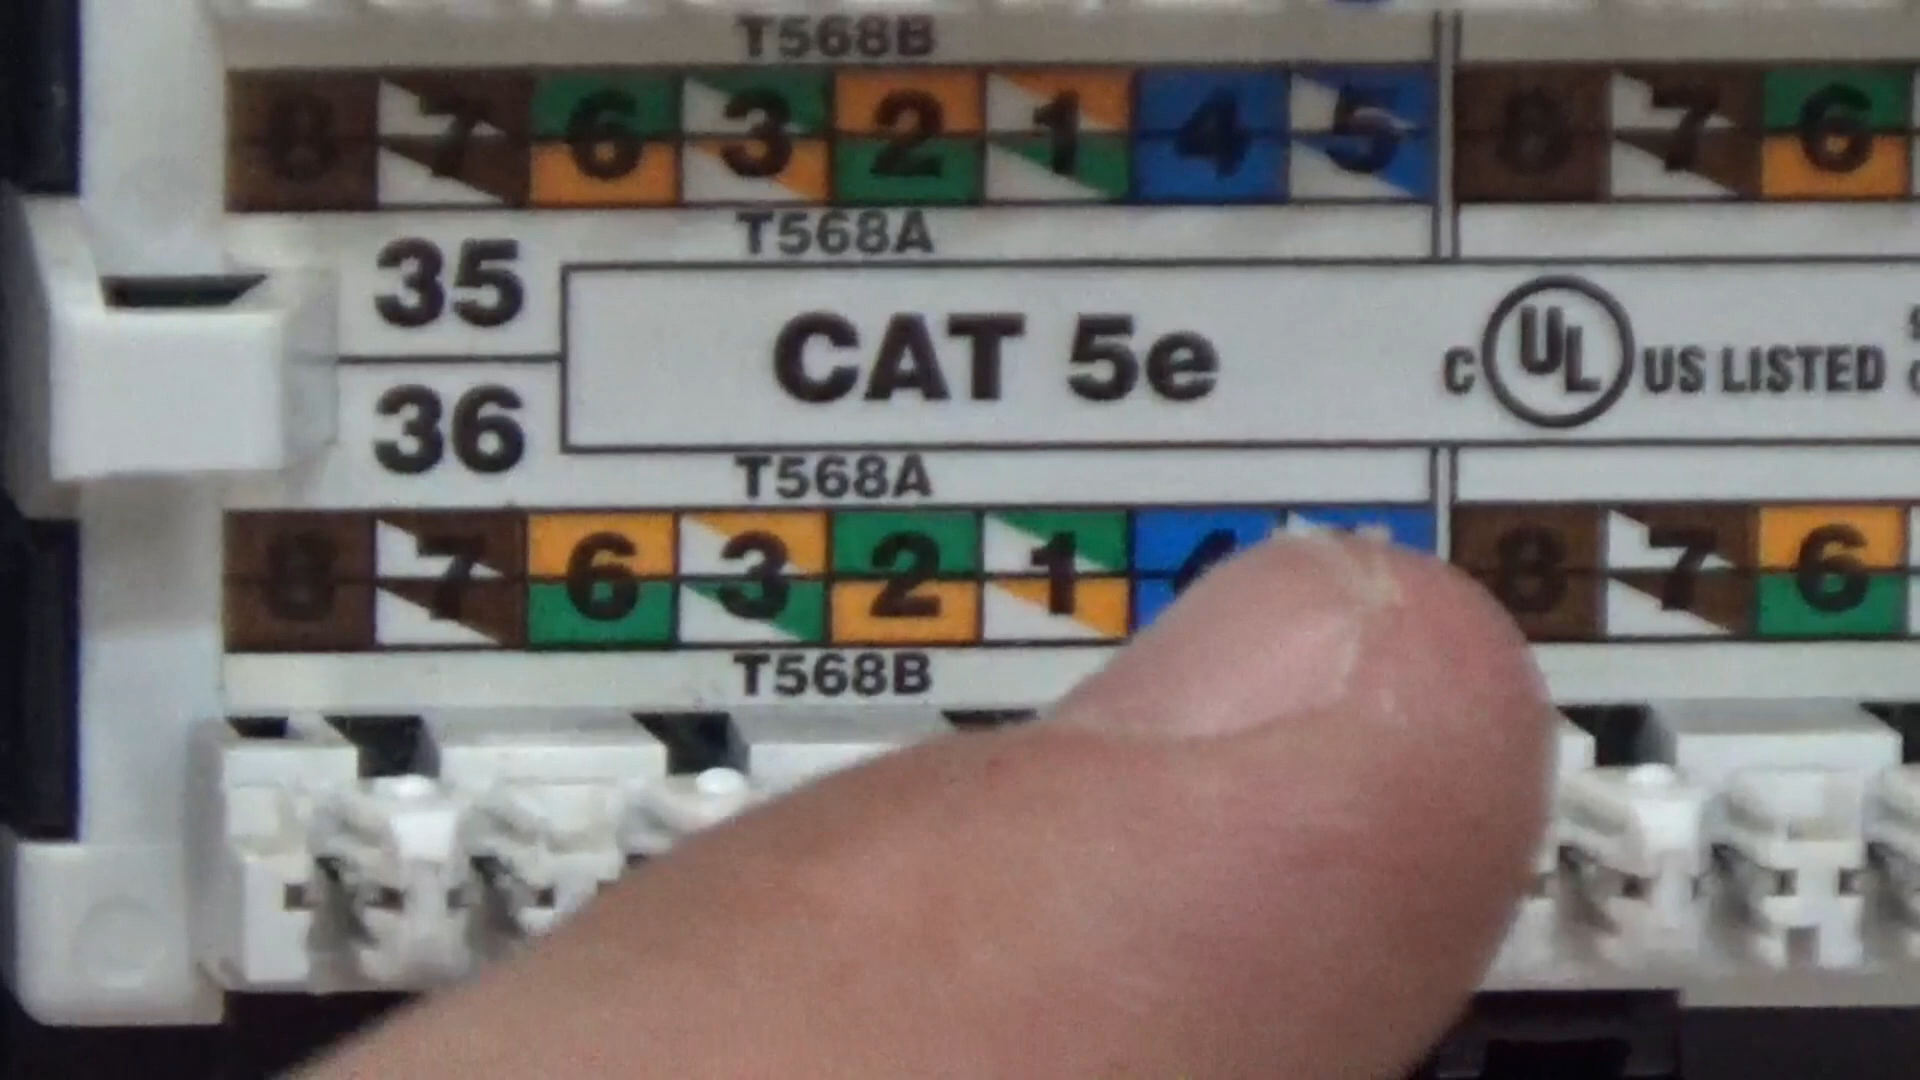 T568B
8 7 6 3 2 1 4 5 8 7 6
T568A
35
CAT 5e
C UL US LISTED
36
T568A
8 7 6 3 2 1 4 8 7 6
T568B